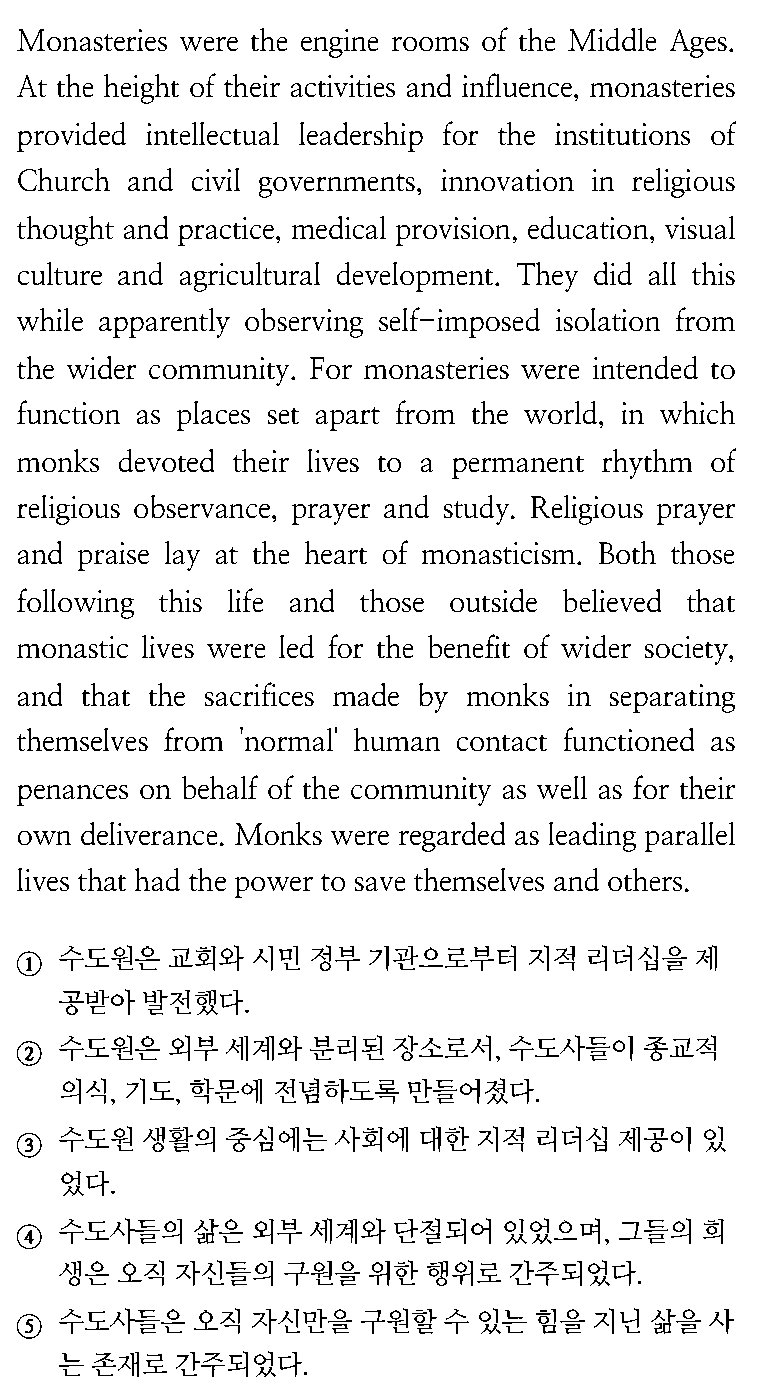 Monasteries were the engine rooms of the Middle Ages.
At the height of their activities and influence, monasteries
provided intellectual leadership for the institutions of
Church and civil governments, innovation in religious
thought and practice, medical provision, education, visual
culture and agricultural development. They did all this
while apparently observing self-imposed isolation from
the wider community. For monasteries were intended to
function as places set apart from the world, in which
monks devoted their lives to a permanent rhythm of
religious observance, prayer and study. Religious prayer
and praise lay at the heart of monasticism. Both those
following this life and those outside believed that
monastic lives were led for the benefit of wider society,
and that the sacrifices made by monks in separating
themselves from 'normal' human contact functioned as
penances on behalf of the community as well as for their
own deliverance. Monks were regarded as leading parallel
lives that had the power to save themselves and others.
① 수도원은 교회와 시민 정부 기관으로부터 지적 리더십을 제
공받아 발전했다.
② 수도원은 외부 세계와 분리된 장소로서, 수도사들이 종교적
의식, 기도, 학문에 전념하도록 만들어졌다.
③ 수도원 생활의 중심에는 사회에 대한 지적 리더십 제공이 있
었다.
④ 수도사들의 삶은 외부 세계와 단절되어 있었으며, 그들의 희
생은 오직 자신들의 구원을 위한 행위로 간주되었다.
⑤ 수도사들은 오직 자신만을 구원할 수 있는 힘을 지닌 삶을 사
는 존재로 간주되었다.